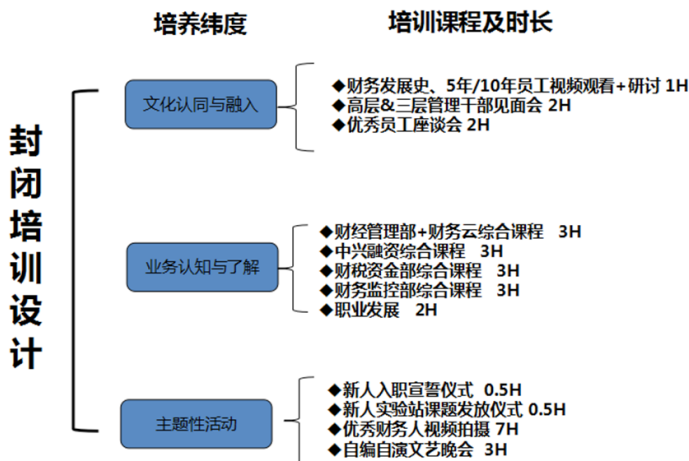 培养纬度
培训课程及时长
封闭培训设计
文化认同与融入
◆财务发展史、5年/10年员工视频观看+研讨 1H
◆高层&三层管理干部见面会 2H
◆优秀员工座谈会 2H
业务认知与了解
◆财经管理部+财务云综合课程 3H
◆中兴融资综合课程 3H
◆财税资金部综合课程 3H
◆财务监控部综合课程 3H
◆职业发展 2H
主题性活动
◆新人入职宣誓仪式 0.5H
◆新人实验站课题发放仪式 0.5H
◆优秀财务人视频拍摄 7H
◆自编自演文艺晚会 3H